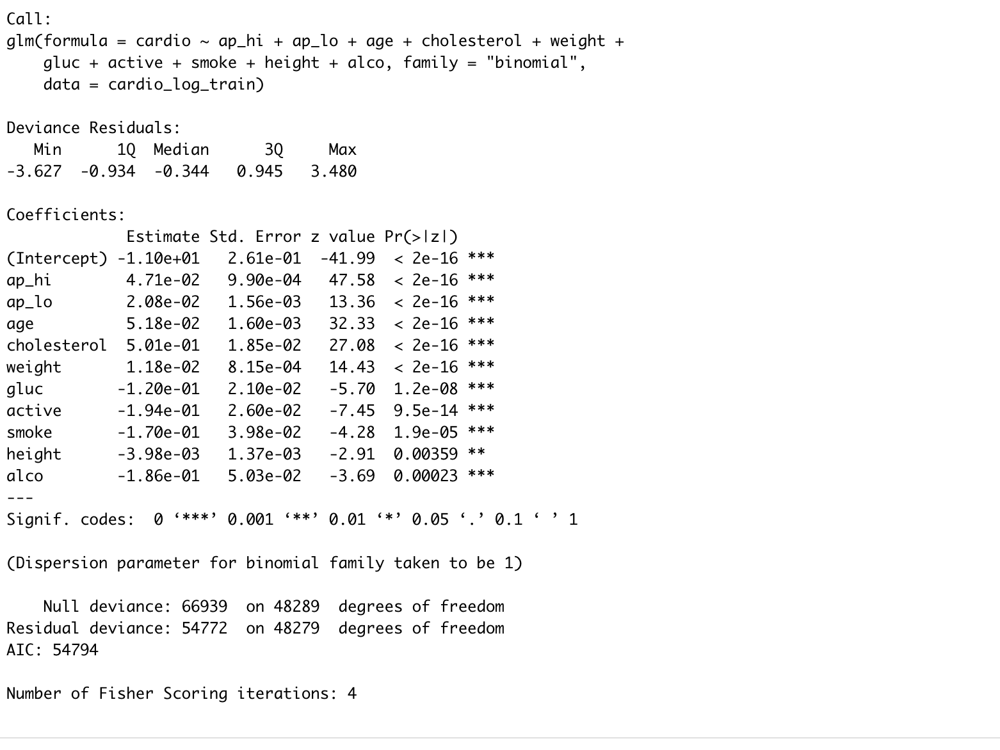 Call:
glm(formula = cardio ~ ap_hi + ap_lo + age + cholesterol + weight +
    gluc + active + smoke + height + alco, family = "binomial",
    data = cardio_log_train)

Deviance Residuals:
   Min      1Q  Median      3Q     Max
-3.627  -0.934  -0.344   0.945   3.480

Coefficients:
             Estimate Std. Error z value Pr(>|z|)
(Intercept) -1.10e+01   2.61e-01  -41.99  < 2e-16 ***
ap_hi        4.71e-02   9.90e-04   47.58  < 2e-16 ***
ap_lo        2.08e-02   1.56e-03   13.36  < 2e-16 ***
age          5.18e-02   1.60e-03   32.33  < 2e-16 ***
cholesterol  5.01e-01   1.85e-02   27.08  < 2e-16 ***
weight       1.18e-02   8.15e-04   14.43  < 2e-16 ***
gluc        -1.20e-01   2.10e-02   -5.70  1.2e-08 ***
active      -1.94e-01   2.60e-02   -7.45  9.5e-14 ***
smoke       -1.70e-01   3.98e-02   -4.28  1.9e-05 ***
height      -3.98e-03   1.37e-03   -2.91  0.00359 **
alco        -1.86e-01   5.03e-02   -3.69  0.00023 ***
---
Signif. codes:  0 ‘***’ 0.001 ‘**’ 0.01 ‘*’ 0.05 ‘.’ 0.1 ‘ ’ 1

(Dispersion parameter for binomial family taken to be 1)

    Null deviance: 66939  on 48289  degrees of freedom
Residual deviance: 54772  on 48279  degrees of freedom
AIC: 54794

Number of Fisher Scoring iterations: 4